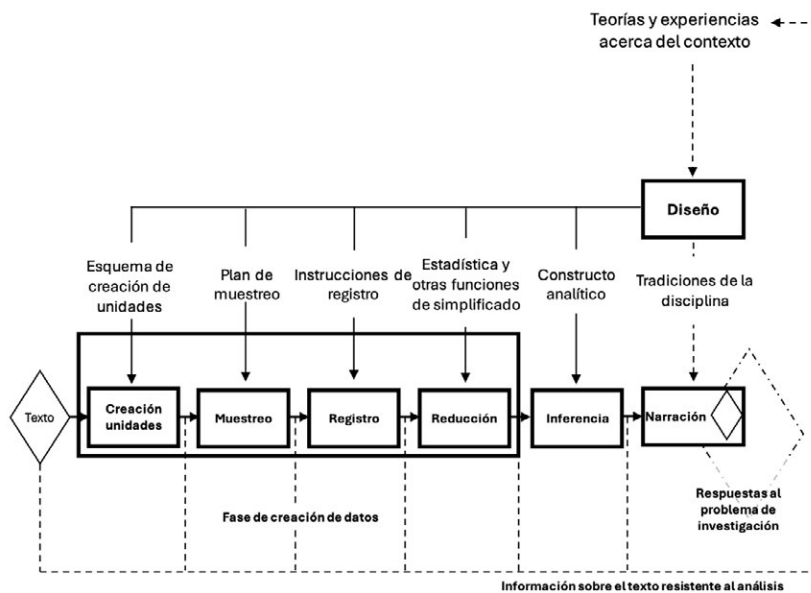 Teorías y experiencias
acerca del contexto
Diseño
Esquema de
creación de
unidades
Plan de
muestreo
Instrucciones de
registro
Estadística y
otras funciones
de simplificado
Constructo
analítico
Tradiciones de la
disciplina
Texto
Creación
unidades
Muestreo
Registro
Reducción
Inferencia
Narración
Respuestas al
problema de
investigación
Fase de creación de datos
Información sobre el texto resistente al análisis